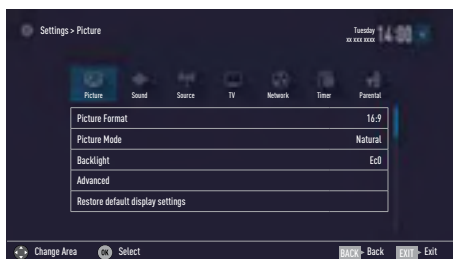 Settings > Picture
Tuesday
xx xxx xxxx
14:00
Picture Sound Source TV Network Timer Parental
Picture Format 16:9
Picture Mode Natural
Backlight Ec0
Advanced
Restore default display settings
Change Area OK Select BACK Back EXIT Exit